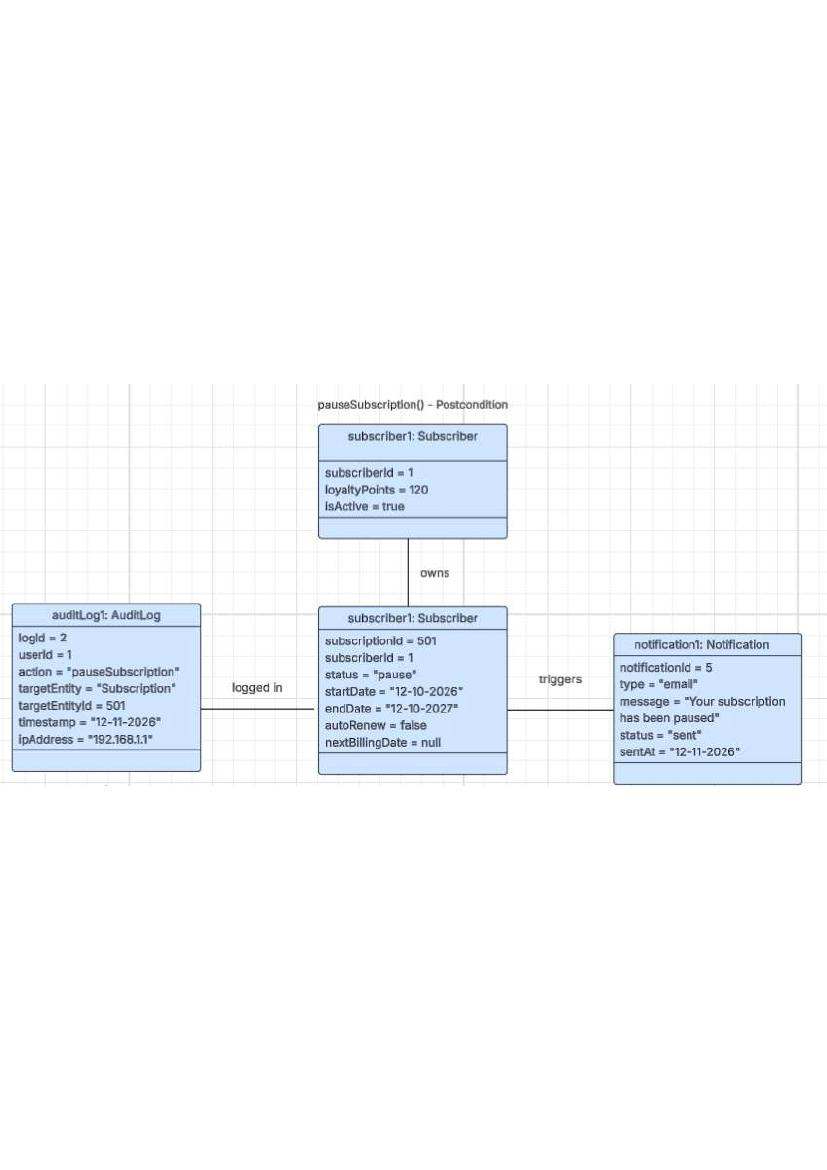 pauseSubscription() - Postcondition
subscriber1: Subscriber
subscriberId = 1
loyaltyPoints = 120
isActive = true
owns
auditLog1: AuditLog
logId = 2
userId = 1
action = "pauseSubscription"
targetEntity = "Subscription"
targetEntityId = 501
timestamp = "12-11-2026"
ipAddress = "192.168.1.1"
logged in
subscriber1: Subscriber
subscriptionId = 501
subscriberId = 1
status = "pause"
startDate = "12-10-2026"
endDate = "12-10-2027"
autoRenew = false
nextBillingDate = null
triggers
notification1: Notification
notificationId = 5
type = "email"
message = "Your subscription
has been paused"
status = "sent"
sentAt = "12-11-2026"